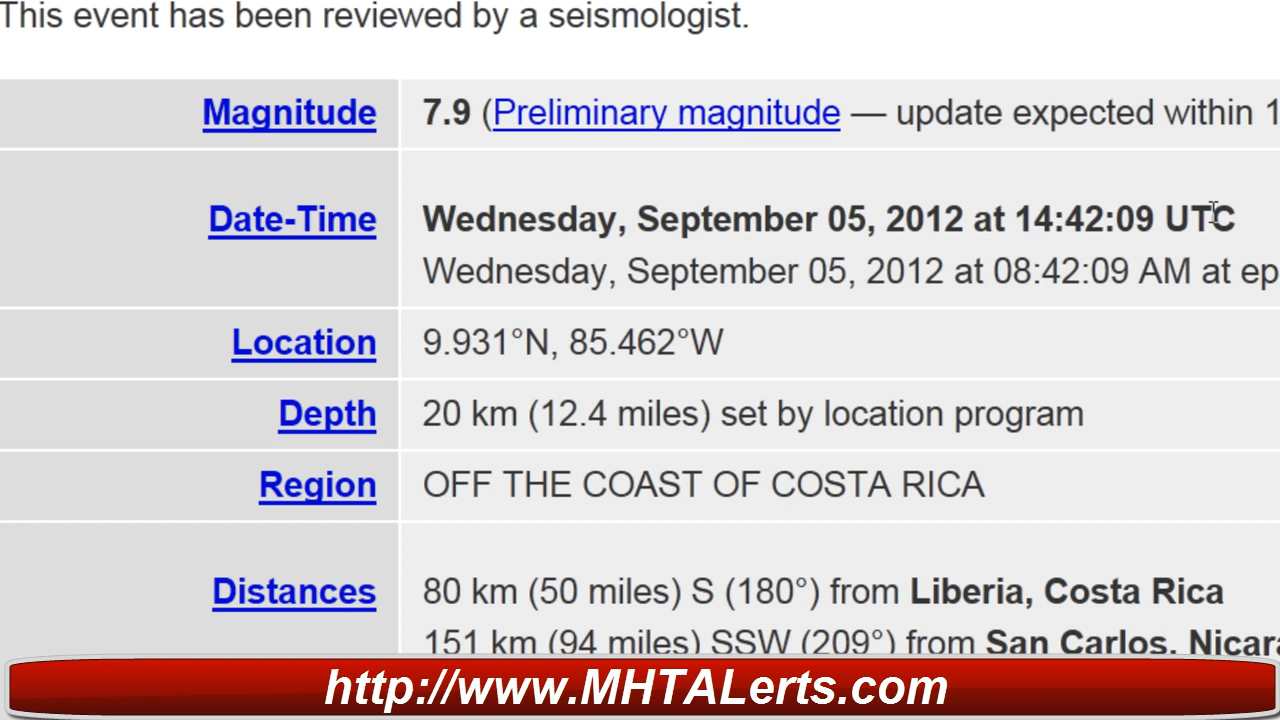 This event has been reviewed by a seismologist.
Magnitude 7.9 (Preliminary magnitude — update expected within 1
Date-Time Wednesday, September 05, 2012 at 14:42:09 UTC
Wednesday, September 05, 2012 at 08:42:09 AM at ep
Location 9.931°N, 85.462°W
Depth 20 km (12.4 miles) set by location program
Region OFF THE COAST OF COSTA RICA
Distances 80 km (50 miles) S (180°) from Liberia, Costa Rica
151 km (94 miles) SSW (209°) from San Carlos, Nicara
http://www.MHTALerts.com